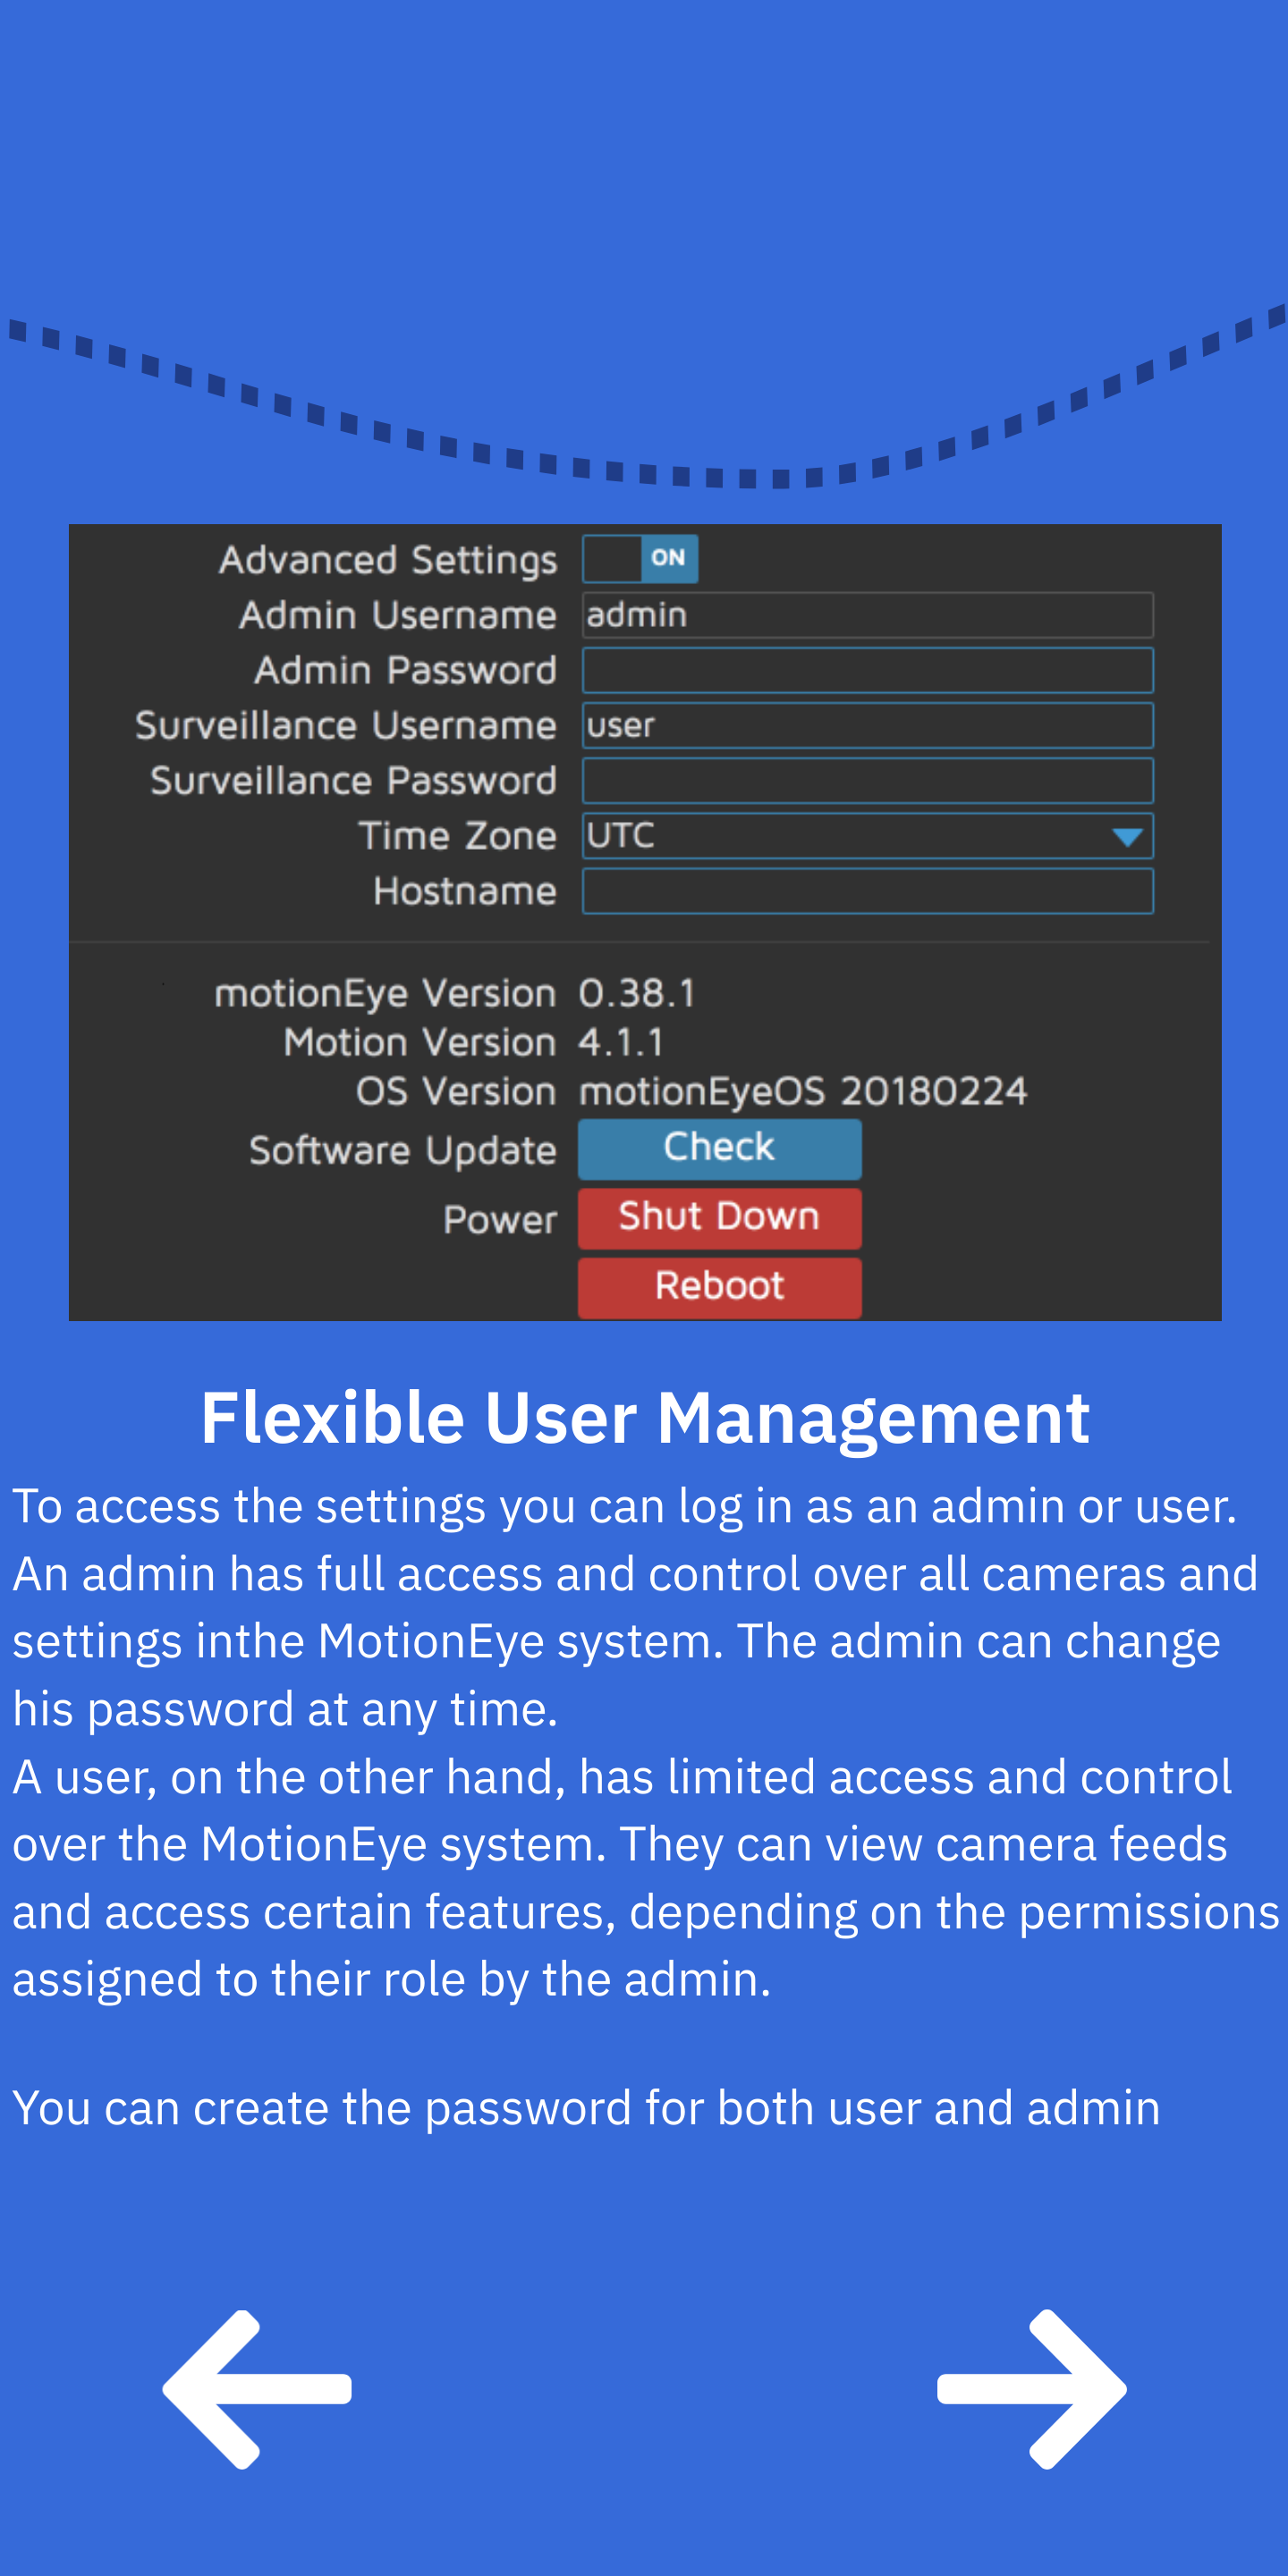 Advanced Settings ON
Admin Username admin
Admin Password
Surveillance Username user
Surveillance Password
Time Zone UTC
Hostname
motionEye Version 0.38.1
Motion Version 4.1.1
OS Version motionEyeOS 20180224
Software Update Check
Power Shut Down
Reboot
Flexible User Management
To access the settings you can log in as an admin or user.
An admin has full access and control over all cameras and
settings inthe MotionEye system. The admin can change
his password at any time.
A user, on the other hand, has limited access and control
over the MotionEye system. They can view camera feeds
and access certain features, depending on the permissions
assigned to their role by the admin.
You can create the password for both user and admin